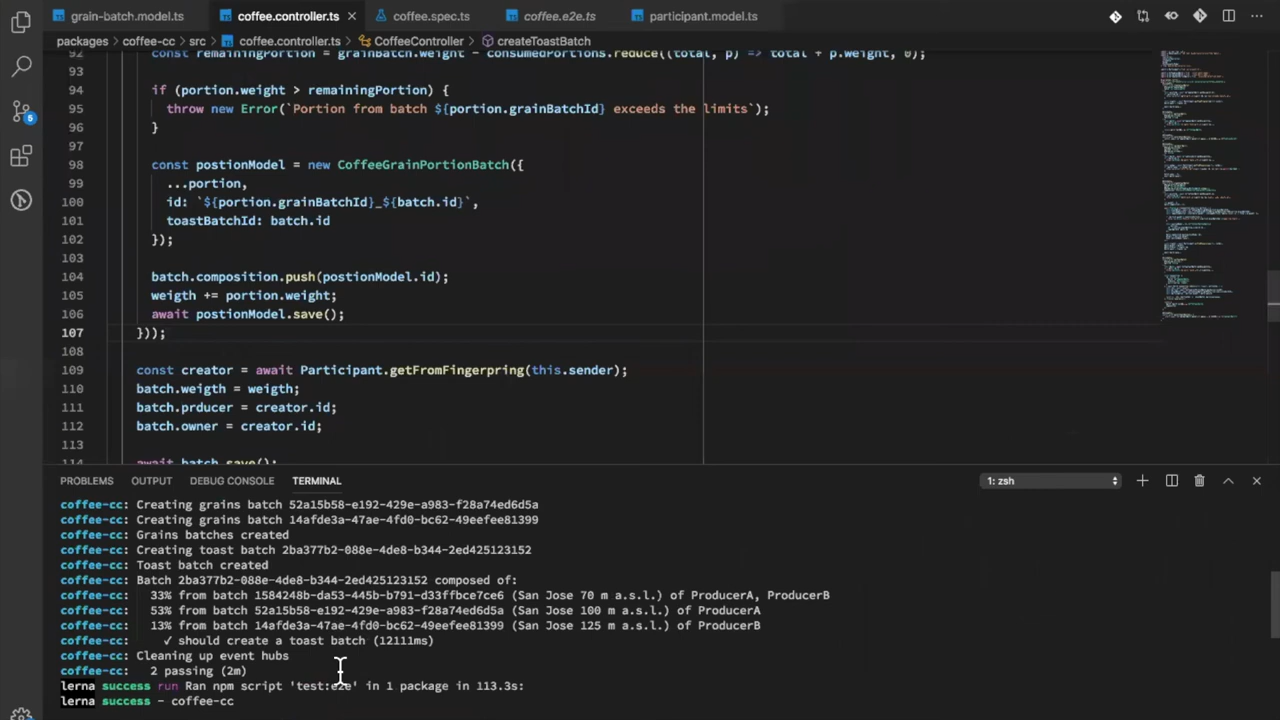 grain-batch.model.ts coffee.controller.ts coffee.spec.ts coffee.e2e.ts participant.model.ts
packages > coffee-cc > src > coffee.controller.ts > CoffeeController > createToastBatch
92 const remainingPortion = grainBatch.weight - consumedPortions.reduce((total, p) => total + p.weight, 0);
93
94 if (portion.weight > remainingPortion) {
95 throw new Error(`Portion from batch ${portion.grainBatchId} exceeds the limits`);
96 }
97
98 const postionModel = new CoffeeGrainPortionBatch({
99 ...portion,
100 id: `${portion.grainBatchId}_${batch.id}`,
101 toastBatchId: batch.id
102 });
103
104 batch.composition.push(postionModel.id);
105 weigth += portion.weight;
106 await postionModel.save();
107 }));
108
109 const creator = await Participant.getFromFingerpring(this.sender);
110 batch.weigth = weigth;
111 batch.prducer = creator.id;
112 batch.owner = creator.id;
113
114 await batch.save();
5
PROBLEMS OUTPUT DEBUG CONSOLE TERMINAL 1: zsh
coffee-cc: Creating grains batch 52a15b58-e192-429e-a983-f28a74ed6d5a
coffee-cc: Creating grains batch 14afde3a-47ae-4fd0-bc62-49eefee81399
coffee-cc: Grains batches created
coffee-cc: Creating toast batch 2ba377b2-088e-4de8-b344-2ed425123152
coffee-cc: Toast batch created
coffee-cc: Batch 2ba377b2-088e-4de8-b344-2ed425123152 composed of:
coffee-cc: 33% from batch 1584248b-da53-445b-b791-d33ffbce7ce6 (San Jose 70 m a.s.l.) of ProducerA, ProducerB
coffee-cc: 53% from batch 52a15b58-e192-429e-a983-f28a74ed6d5a (San Jose 100 m a.s.l.) of ProducerA
coffee-cc: 13% from batch 14afde3a-47ae-4fd0-bc62-49eefee81399 (San Jose 125 m a.s.l.) of ProducerB
coffee-cc: ✓ should create a toast batch (12111ms)
coffee-cc: Cleaning up event hubs
coffee-cc: 2 passing (2m)
lerna success run Ran npm script 'test:e2e' in 1 package in 113.3s:
lerna success - coffee-cc